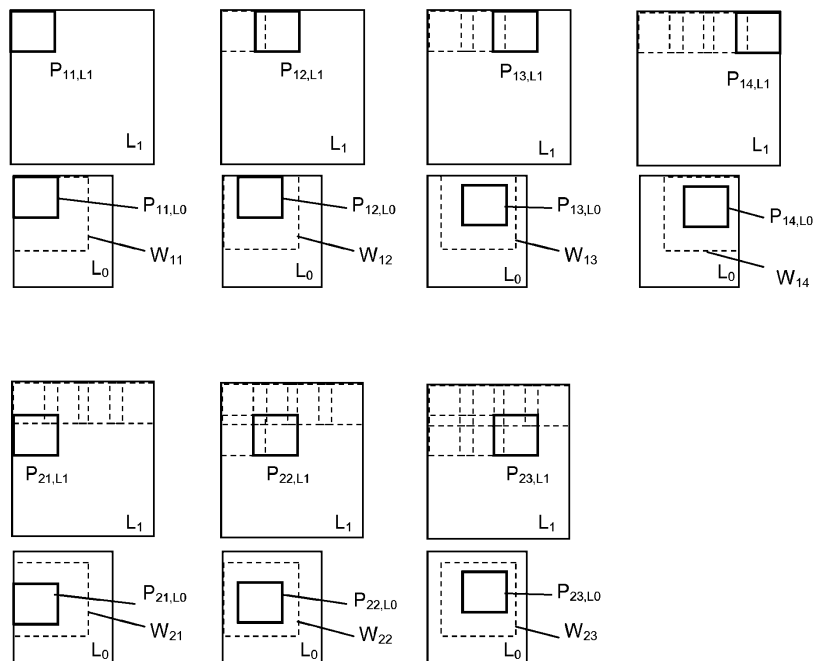 P11,L1
L1
P12,L1
L1
P13,L1
L1
P14,L1
L1
P11,L0
W11
L0
P12,L0
W12
L0
P13,L0
W13
L0
P14,L0
L0
W14
P21,L1
L1
P22,L1
L1
P23,L1
L1
P21,L0
W21
L0
P22,L0
W22
L0
P23,L0
W23
L0